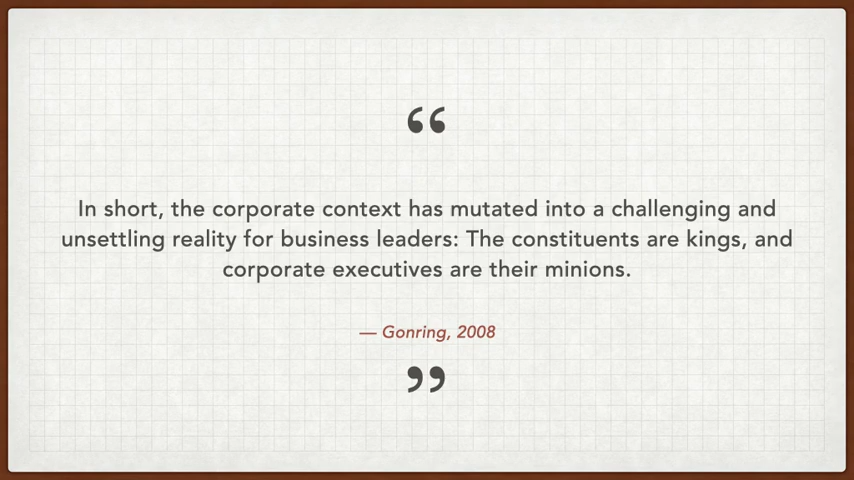 “
In short, the corporate context has mutated into a challenging and
unsettling reality for business leaders: The constituents are kings, and
corporate executives are their minions.
— Gonring, 2008
”